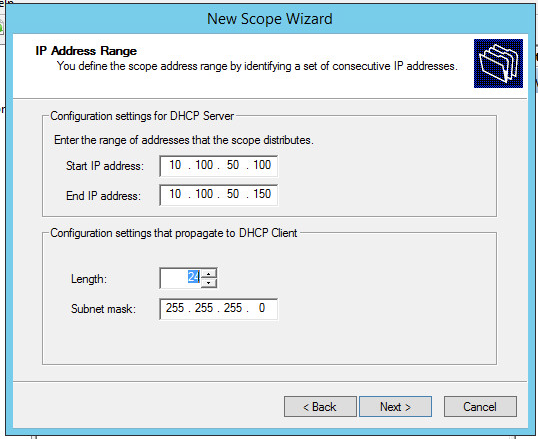 New Scope Wizard
IP Address Range
You define the scope address range by identifying a set of consecutive IP addresses.
Configuration settings for DHCP Server
Enter the range of addresses that the scope distributes.
Start IP address: 10 . 100 . 50 . 100
End IP address: 10 . 100 . 50 . 150
Configuration settings that propagate to DHCP Client
Length: 24
Subnet mask: 255 . 255 . 255 . 0
< Back Next > Cancel